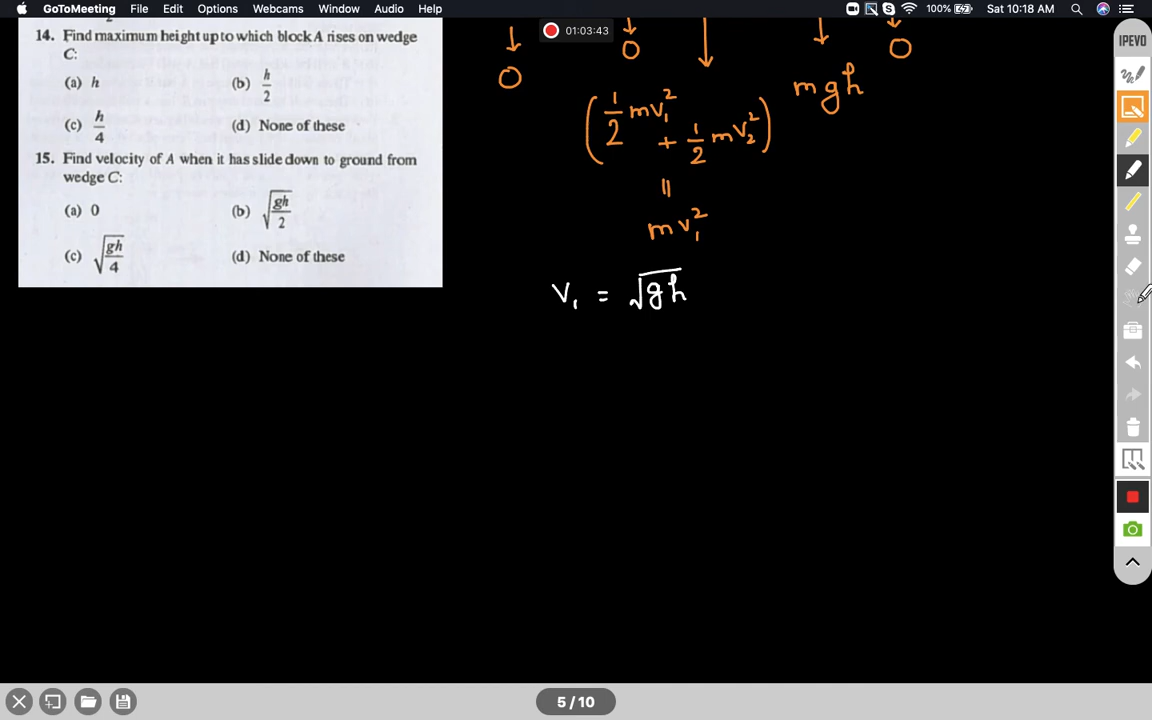 GoToMeeting File Edit Options Webcams Window Audio Help 100% Sat 10:18 AM
01:03:43
IPEVO
14. Find maximum height up to which block A rises on wedge
C:
(a) h (b) h/2
(c) h/4 (d) None of these
15. Find velocity of A when it has slide down to ground from
wedge C:
(a) 0 (b) √(gh/2)
(c) √(gh/4) (d) None of these
0 0 0
mgh
(1/2 mv₁²
+ 1/2 mv₂²)
=
mv₁²
v₁ = √gh
5 / 10